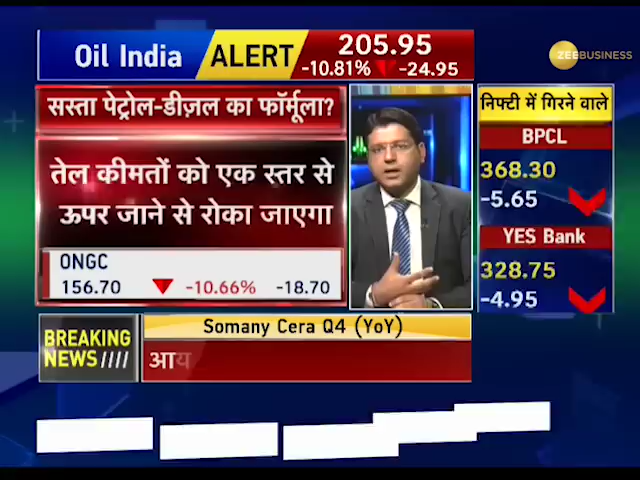 Oil India
ALERT
205.95
-10.81% -24.95
ZEE BUSINESS
सस्ता पेट्रोल-डीज़ल का फॉर्मूला?
तेल कीमतों को एक स्तर से
ऊपर जाने से रोका जाएगा
ONGC
156.70 -10.66% -18.70
निफ्टी में गिरने वाले
BPCL
368.30
-5.65
YES Bank
328.75
-4.95
BREAKING
NEWS
Somany Cera Q4 (YoY)
आय